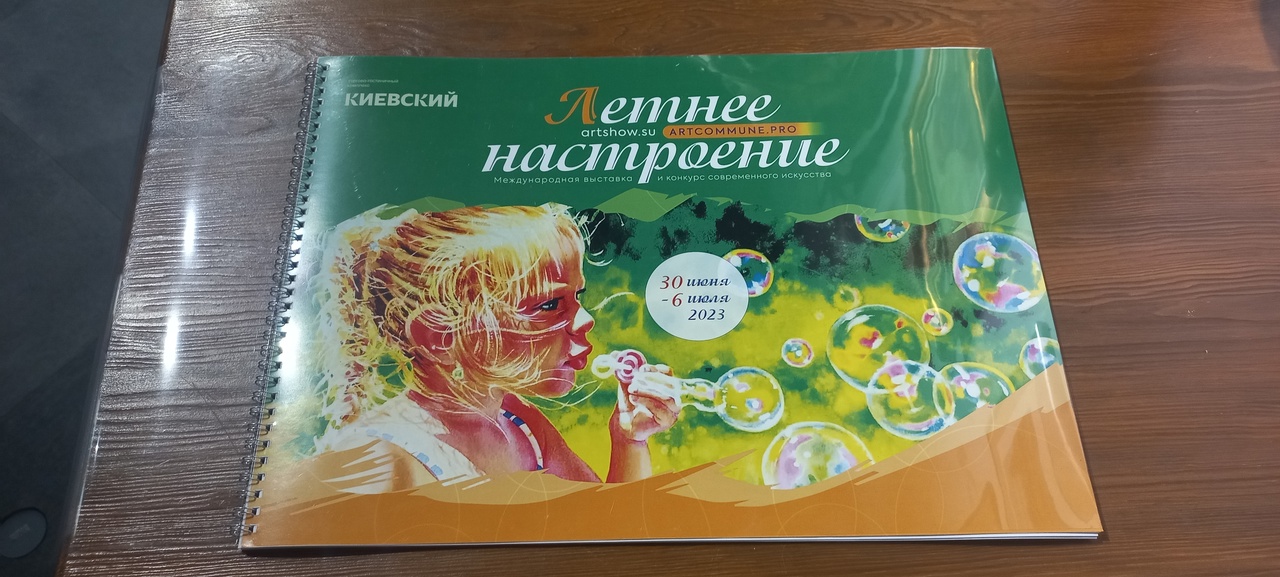 КИЕВСКИЙ
Летнее
artshow.su ARTCOMMUNE.PRO
настроение
Международная выставка и конкурс современного искусства
30 июня
- 6 июля
2023